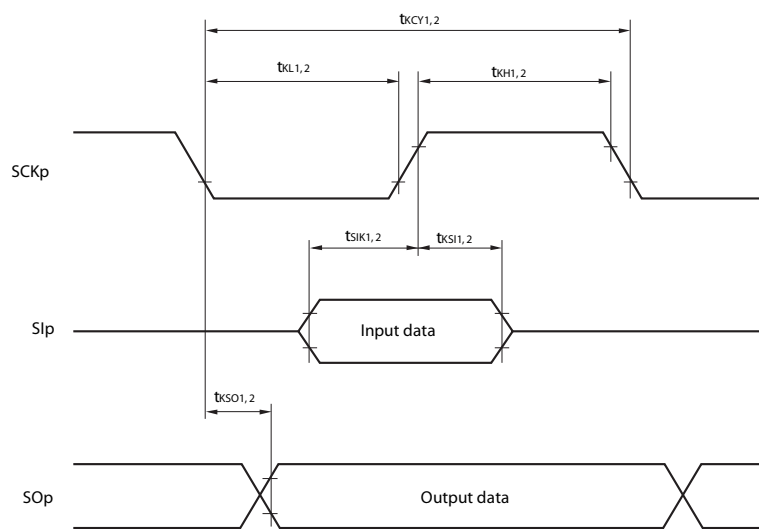 tKCY1, 2
tKL1, 2
tKH1, 2
SCKp
tSIK1, 2
tKSI1, 2
SIp
Input data
tKSO1, 2
SOp
Output data